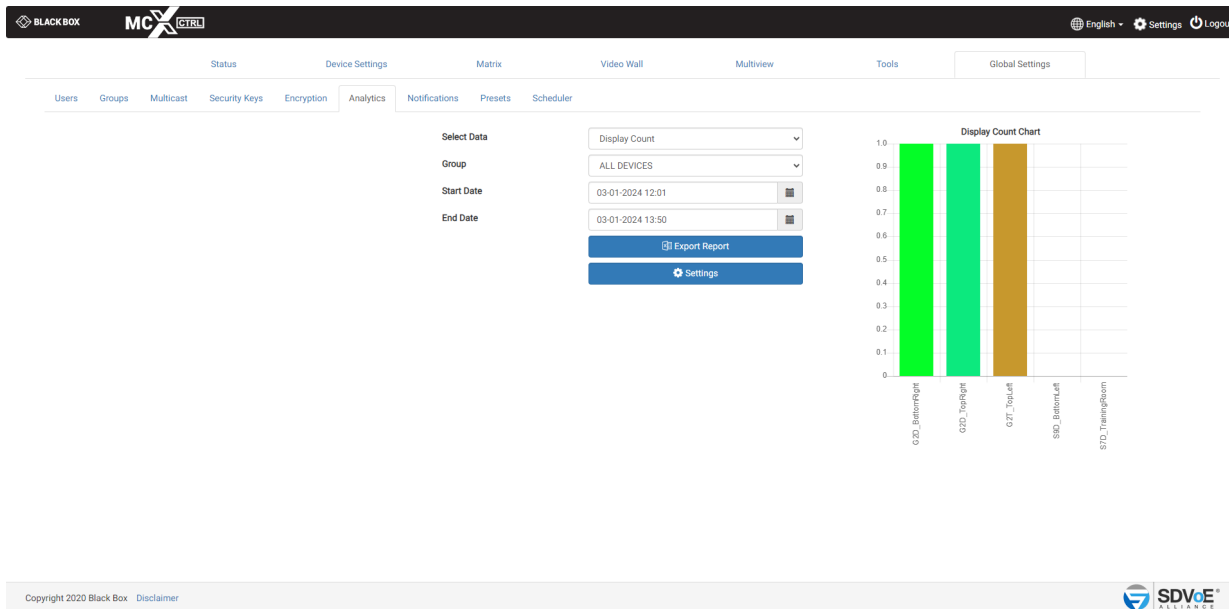 BLACK BOX MCX CTRL English Settings Logou
Status Device Settings Matrix Video Wall Multiview Tools Global Settings
Users Groups Multicast Security Keys Encryption Analytics Notifications Presets Scheduler
Select Data Display Count
Group ALL DEVICES
Start Date 03-01-2024 12:01
End Date 03-01-2024 13:50
Export Report
Settings
Display Count Chart
1.0
0.9
0.8
0.7
0.6
0.5
0.4
0.3
0.2
0.1
0
G2D_BottomRight
G2D_TopRight
G2T_TopLeft
S9D_BottomLeft
S7D_TrainingRoom
Copyright 2020 Black Box Disclaimer
SDVoE
ALLIANCE